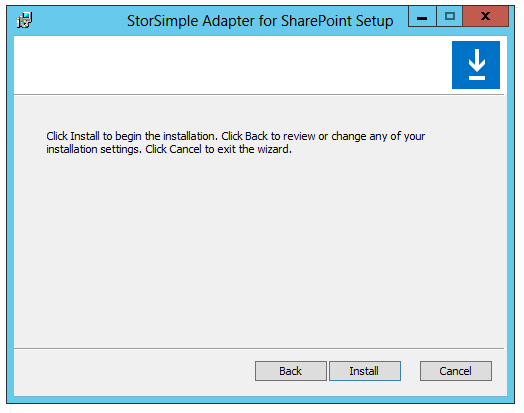 StorSimple Adapter for SharePoint Setup
Click Install to begin the installation. Click Back to review or change any of your
installation settings. Click Cancel to exit the wizard.
Back Install Cancel